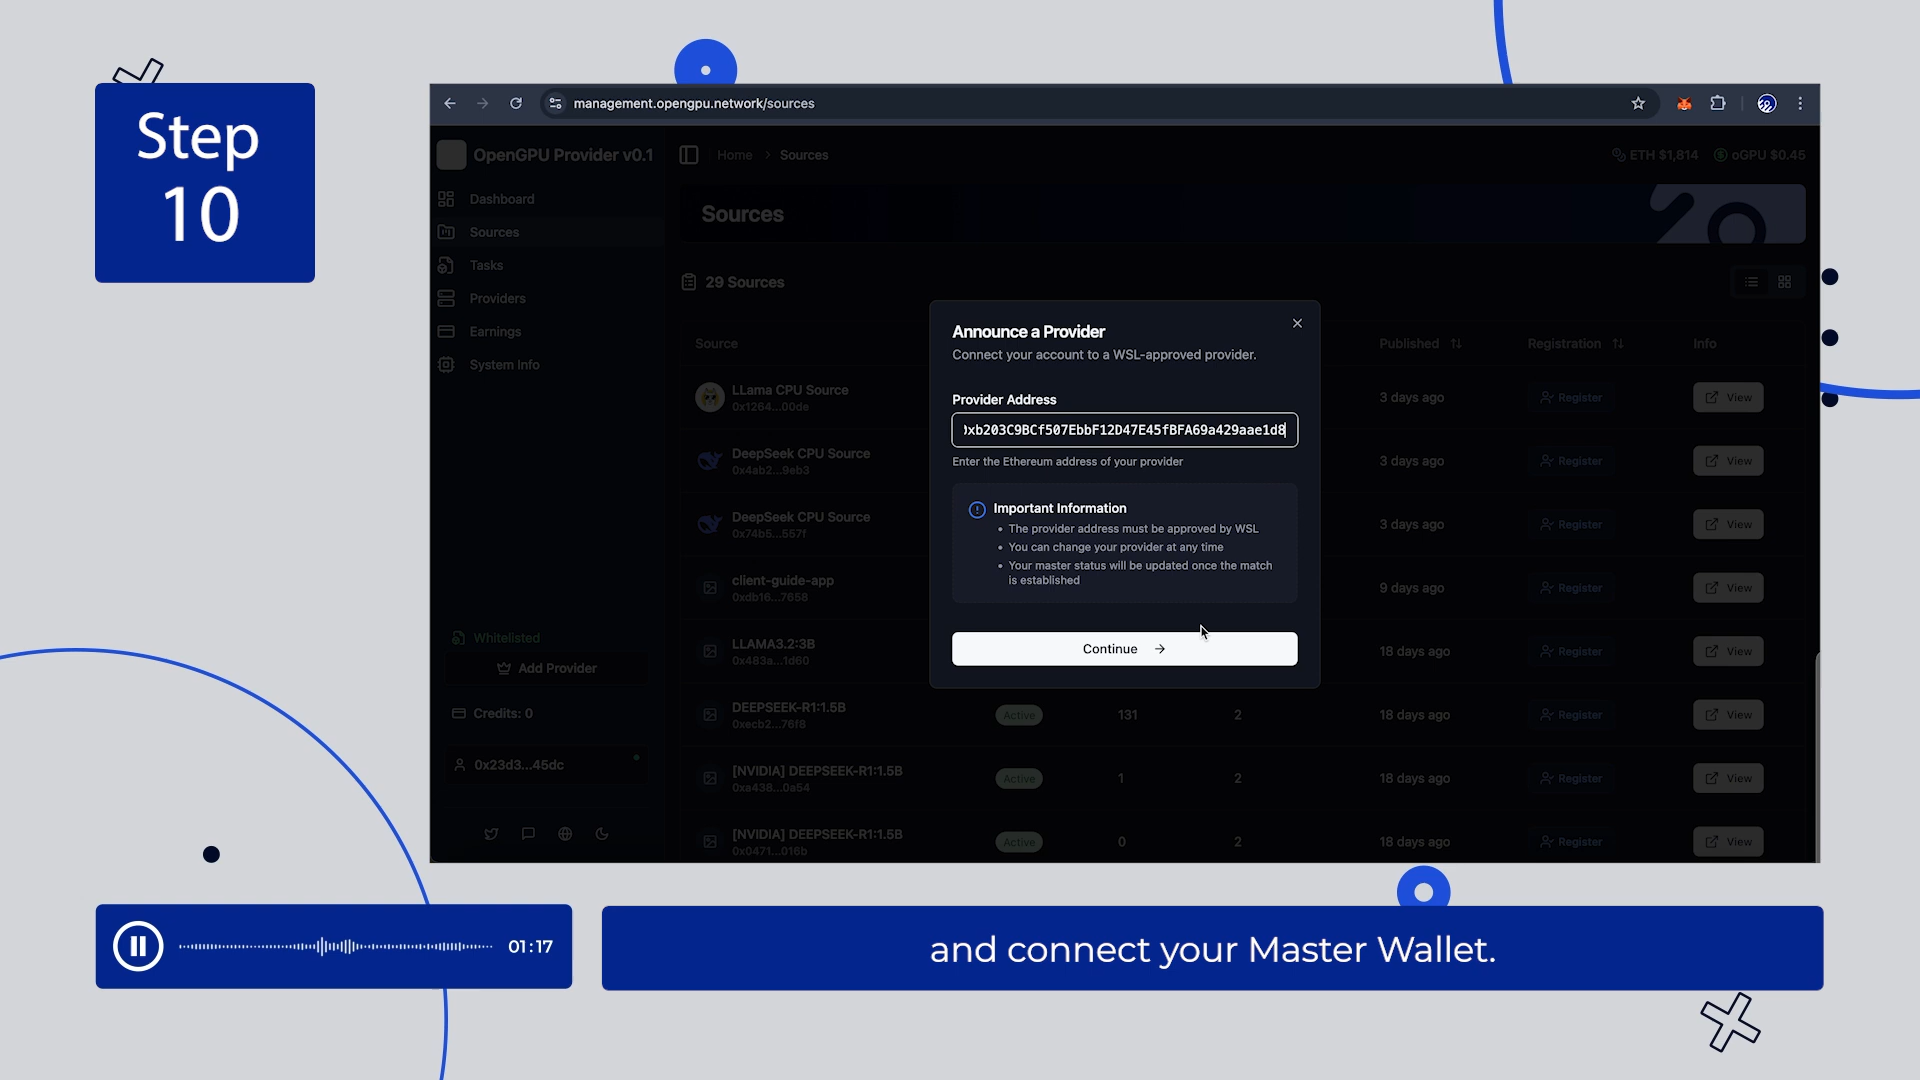 Step
10
management.opengpu.network/sources
OpenGPU Provider v0.1
Home > Sources
ETH $1,814
oGPU $0.45
Dashboard
Sources
Tasks
Providers
Earnings
System Info
Whitelisted
Add Provider
Credits: 0
0x23d3...45dc
Sources
29 Sources
Source
Published
Registration
Info
LLama CPU Source
0x1264...00de
3 days ago
Register
View
DeepSeek CPU Source
0x4ab2...9eb3
3 days ago
Register
View
DeepSeek CPU Source
0x74b5...557f
3 days ago
Register
View
client-guide-app
0xdb16...7658
9 days ago
Register
View
LLAMA3.2:3B
0x483a...1d60
18 days ago
Register
View
DEEPSEEK-R1:1.5B
0xecb2...76f8
Active
131
2
18 days ago
Register
View
[NVIDIA] DEEPSEEK-R1:1.5B
0xa438...0a54
Active
1
2
18 days ago
Register
View
[NVIDIA] DEEPSEEK-R1:1.5B
0x0471...016b
Active
0
2
18 days ago
Register
View
Announce a Provider
Connect your account to a WSL-approved provider.
Provider Address
xb203C9BCf507EbbF12D47E45fBFA69a429aae1d8
Enter the Ethereum address of your provider
Important Information
• The provider address must be approved by WSL
• You can change your provider at any time
• Your master status will be updated once the match
is established
Continue →
01:17
and connect your Master Wallet.